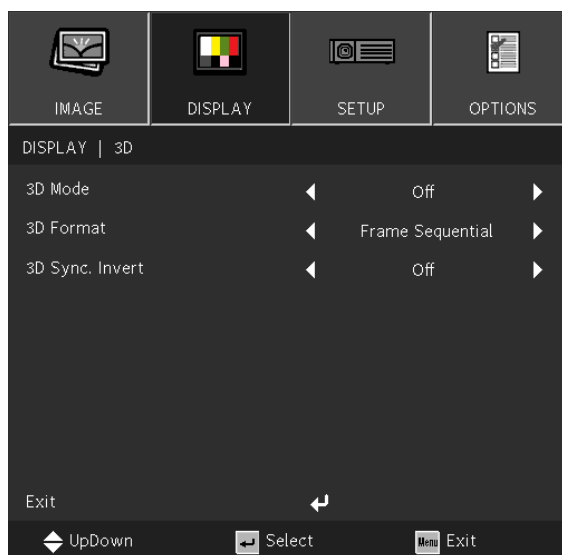 IMAGE DISPLAY SETUP OPTIONS
DISPLAY | 3D
3D Mode Off
3D Format Frame Sequential
3D Sync. Invert Off
Exit
UpDown Select Menu Exit